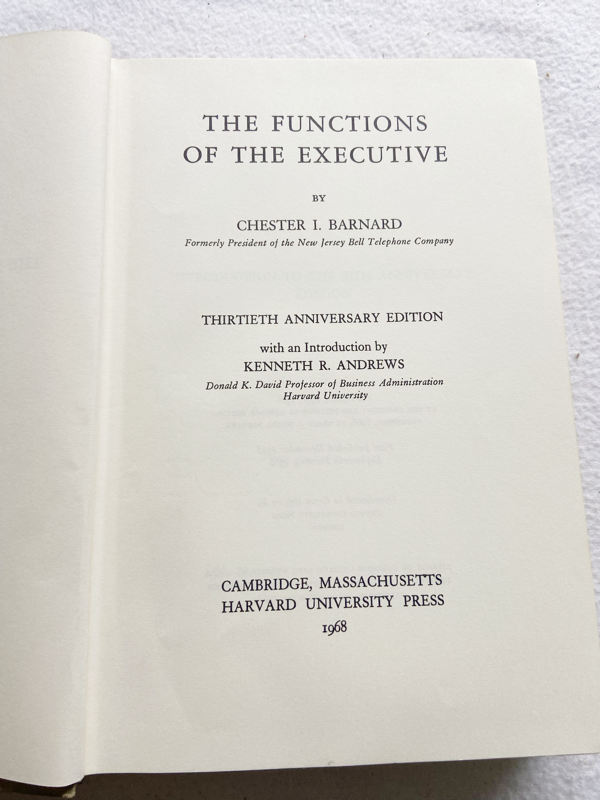 THE FUNCTIONS
OF THE EXECUTIVE
BY
CHESTER I. BARNARD
Formerly President of the New Jersey Bell Telephone Company
THIRTIETH ANNIVERSARY EDITION
with an Introduction by
KENNETH R. ANDREWS
Donald K. David Professor of Business Administration
Harvard University
CAMBRIDGE, MASSACHUSETTS
HARVARD UNIVERSITY PRESS
1968